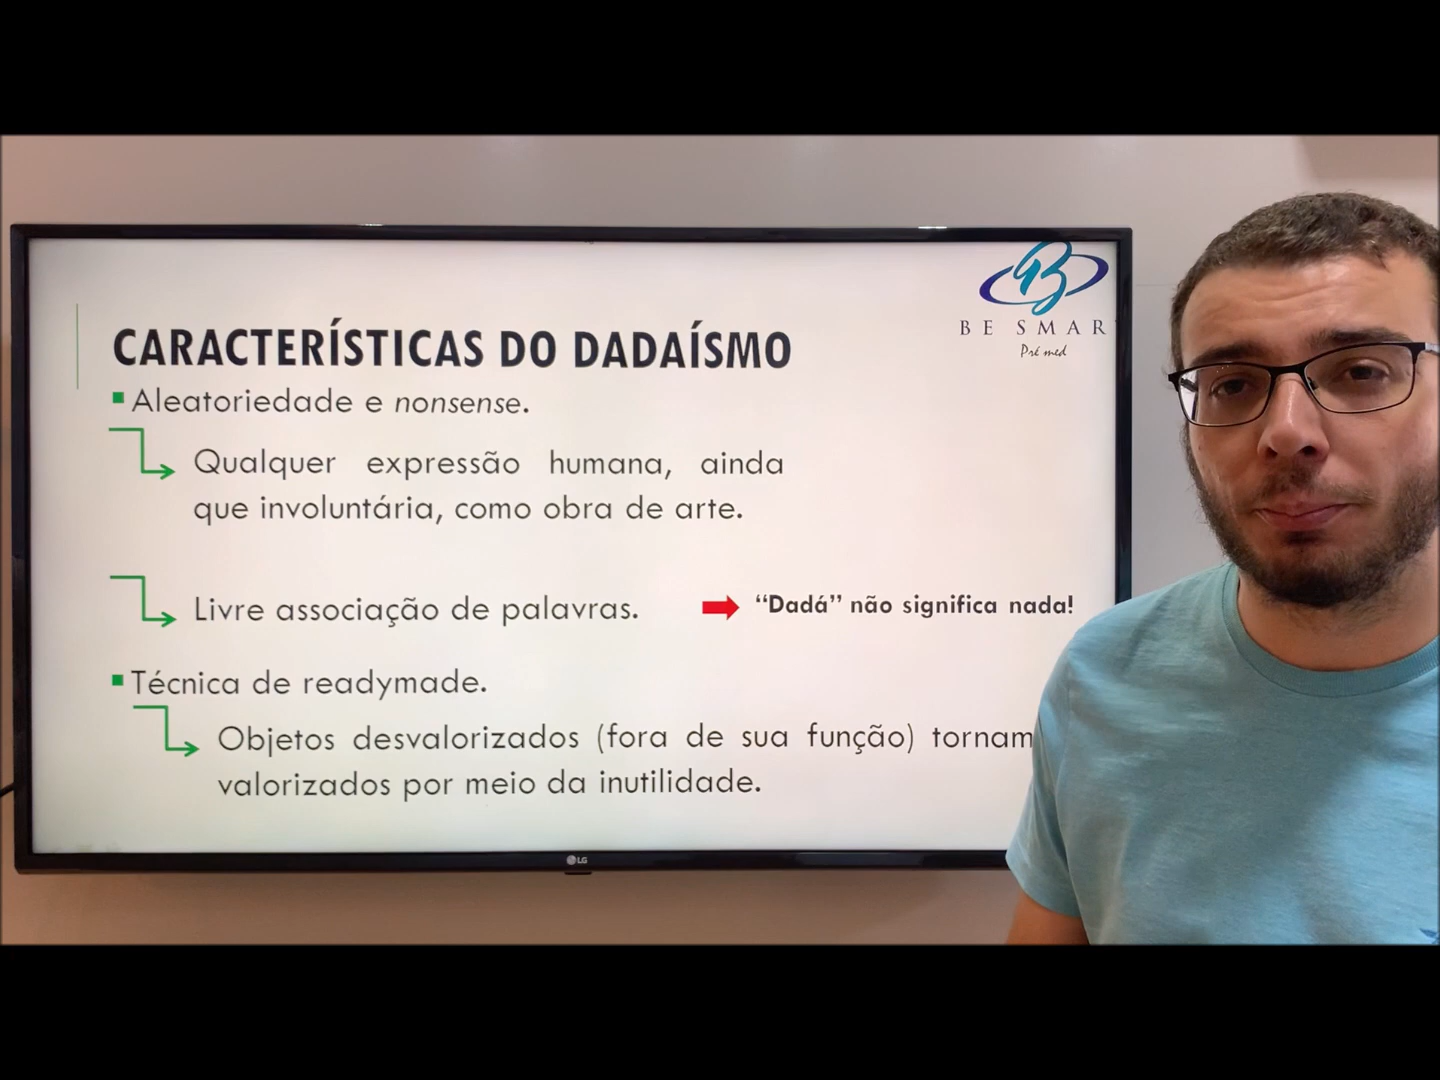 BE SMAR
Pré med
CARACTERÍSTICAS DO DADAÍSMO
Aleatoriedade e nonsense.
Qualquer expressão humana, ainda
que involuntária, como obra de arte.
Livre associação de palavras.
“Dadá” não significa nada!
Técnica de readymade.
Objetos desvalorizados (fora de sua função) tornam
valorizados por meio da inutilidade.
LG